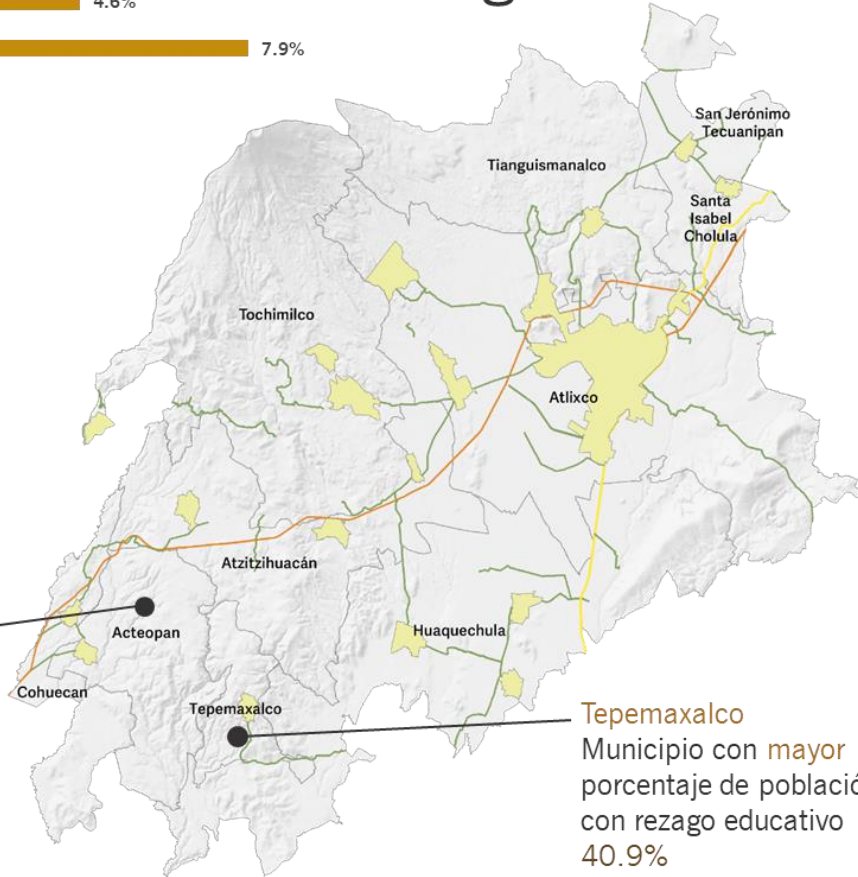 4.6%
7.9%
San Jerónimo
Tecuanipan
Tianguismanalco
Santa
Isabel
Cholula
Tochimilco
Atlixco
Atzitzihuacán
Acteopan
Huaquechula
Cohuecan
Tepemaxalco
Tepemaxalco
Municipio con mayor
porcentaje de població
con rezago educativo
40.9%